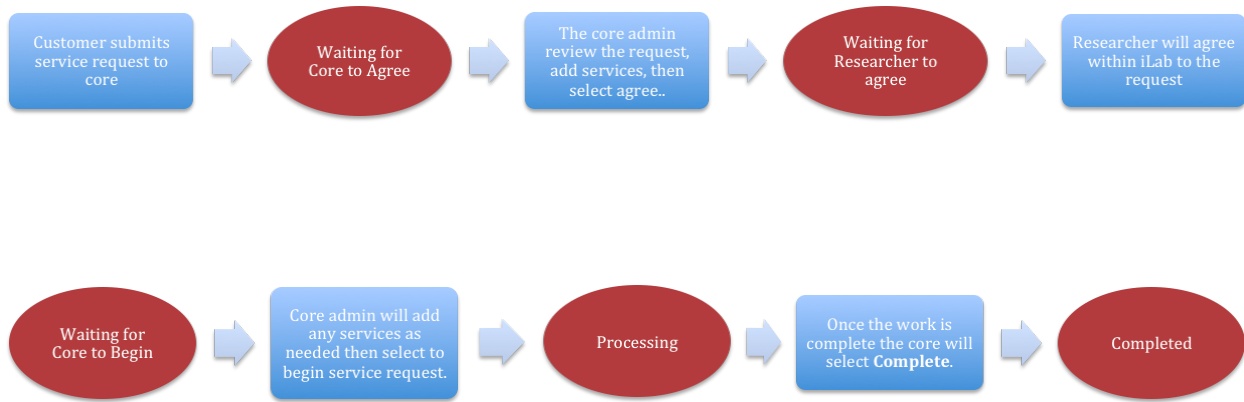 Customer submits
service request to
core
Waiting for
Core to Agree
The core admin
review the request,
add services, then
select agree..
Waiting for
Researcher to
agree
Researcher will agree
within iLab to the
request
Waiting for
Core to Begin
Core admin will add
any services as
needed then select to
begin service request.
Processing
Once the work is
complete the core will
select Complete.
Completed